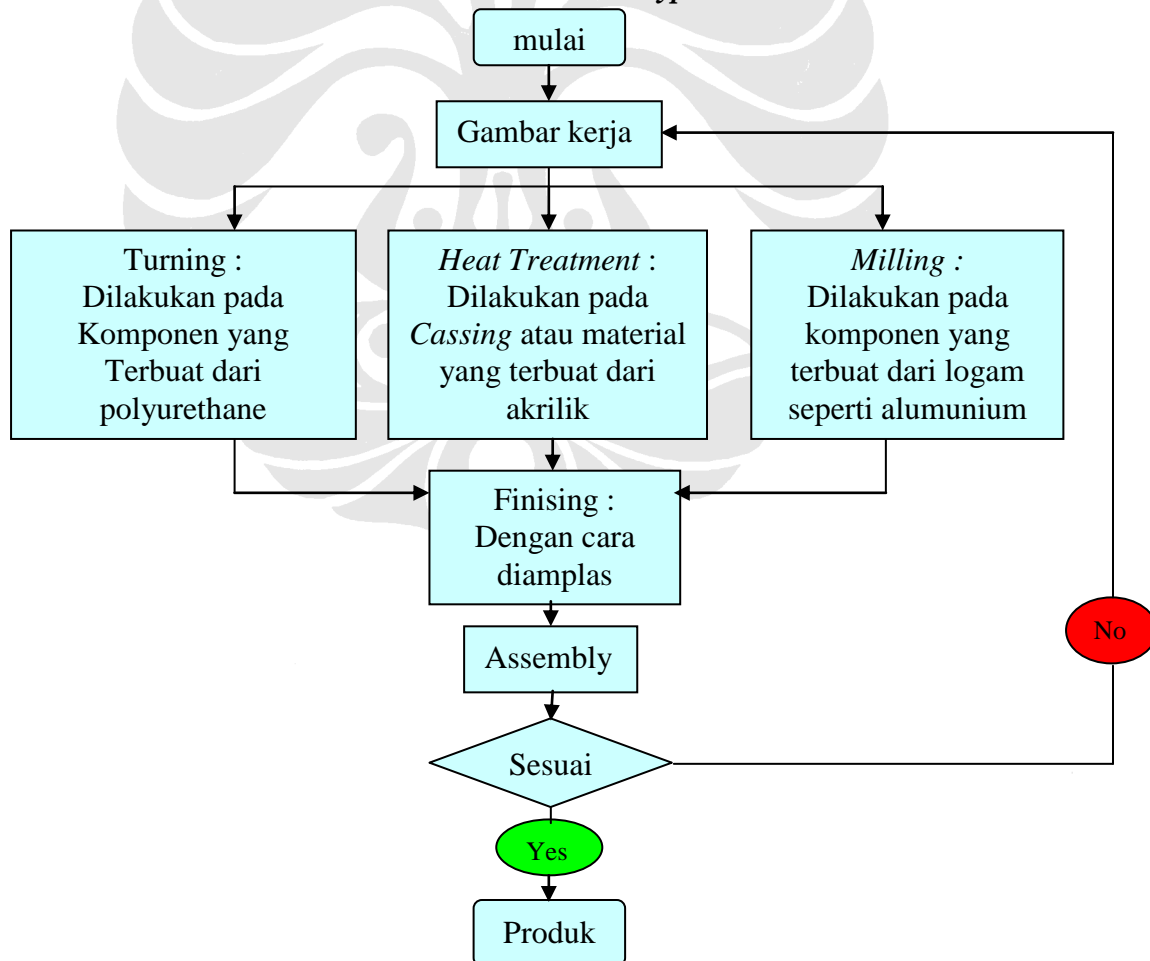 mulai
Gambar kerja
Turning :
Dilakukan pada
Komponen yang
Terbuat dari
polyurethane
Heat Treatment :
Dilakukan pada
Cassing atau material
yang terbuat dari
akrilik
Milling :
Dilakukan pada
komponen yang
terbuat dari logam
seperti alumunium
Finising :
Dengan cara
diamplas
Assembly
No
Sesuai
Yes
Produk